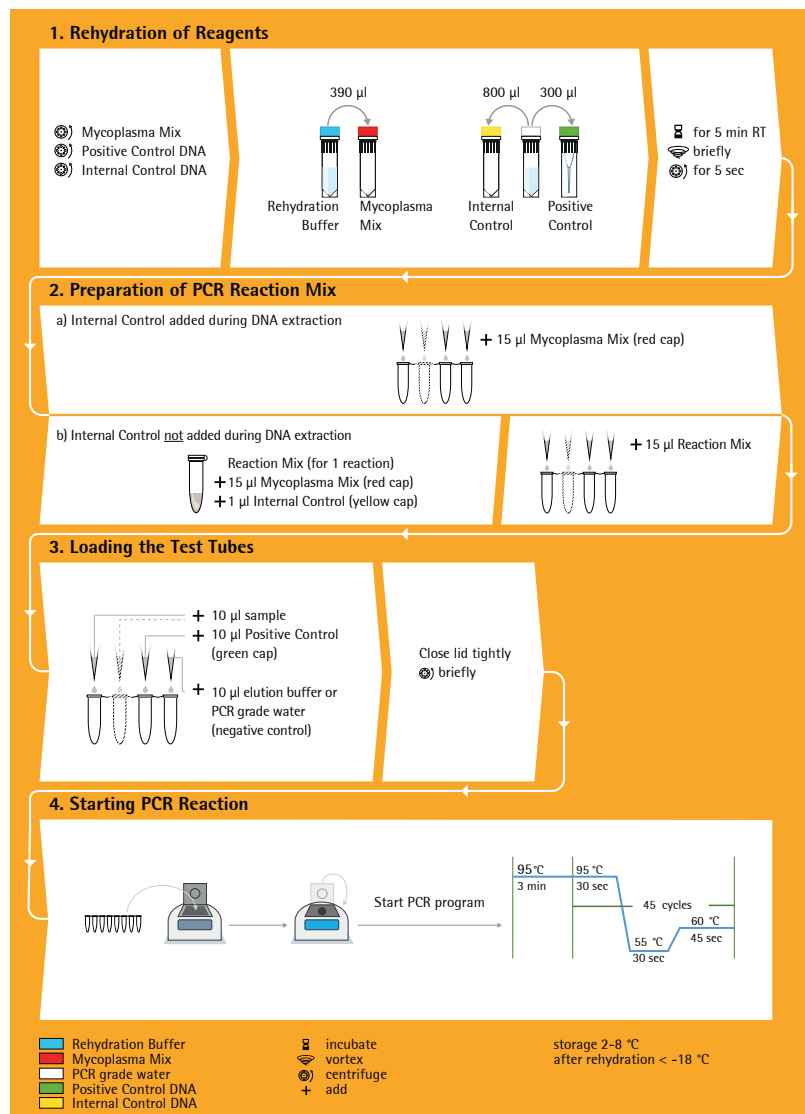 1. Rehydration of Reagents
Mycoplasma Mix
Positive Control DNA
Internal Control DNA
390 µl
Rehydration
Buffer
Mycoplasma
Mix
800 µl
300 µl
Internal
Control
Positive
Control
for 5 min RT
briefly
for 5 sec
2. Preparation of PCR Reaction Mix
a) Internal Control added during DNA extraction
+ 15 µl Mycoplasma Mix (red cap)
b) Internal Control not added during DNA extraction
Reaction Mix (for 1 reaction)
+ 15 µl Mycoplasma Mix (red cap)
+ 1 µl Internal Control (yellow cap)
+ 15 µl Reaction Mix
3. Loading the Test Tubes
+ 10 µl sample
+ 10 µl Positive Control
(green cap)
+ 10 µl elution buffer or
PCR grade water
(negative control)
Close lid tightly
briefly
4. Starting PCR Reaction
Start PCR program
95 °C
3 min
95 °C
30 sec
45 cycles
55 °C
30 sec
60 °C
45 sec
Rehydration Buffer
Mycoplasma Mix
PCR grade water
Positive Control DNA
Internal Control DNA
incubate
vortex
centrifuge
+ add
storage 2-8 °C
after rehydration < -18 °C